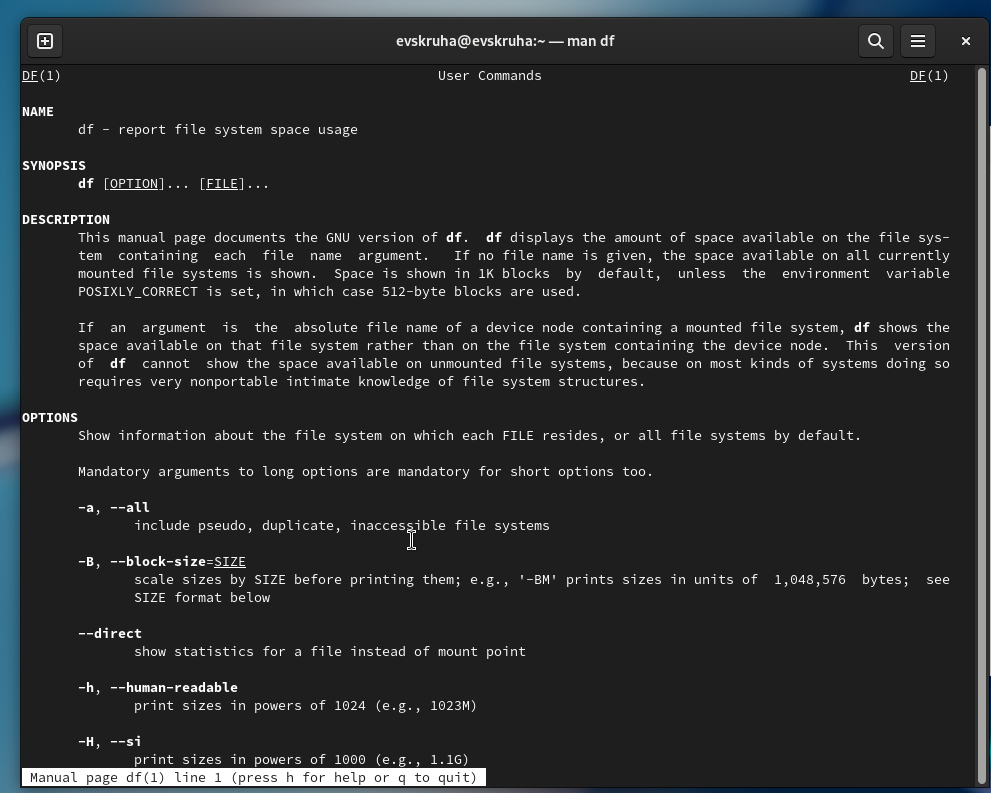 evskruha@evskruha:~ — man df
DF(1) User Commands DF(1)
NAME
df - report file system space usage
SYNOPSIS
df [OPTION]... [FILE]...
DESCRIPTION
This manual page documents the GNU version of df. df displays the amount of space available on the file sys-
tem containing each file name argument. If no file name is given, the space available on all currently
mounted file systems is shown. Space is shown in 1K blocks by default, unless the environment variable
POSIXLY_CORRECT is set, in which case 512-byte blocks are used.
If an argument is the absolute file name of a device node containing a mounted file system, df shows the
space available on that file system rather than on the file system containing the device node. This version
of df cannot show the space available on unmounted file systems, because on most kinds of systems doing so
requires very nonportable intimate knowledge of file system structures.
OPTIONS
Show information about the file system on which each FILE resides, or all file systems by default.
Mandatory arguments to long options are mandatory for short options too.
-a, --all
include pseudo, duplicate, inaccessible file systems
-B, --block-size=SIZE
scale sizes by SIZE before printing them; e.g., '-BM' prints sizes in units of 1,048,576 bytes; see
SIZE format below
--direct
show statistics for a file instead of mount point
-h, --human-readable
print sizes in powers of 1024 (e.g., 1023M)
-H, --si
print sizes in powers of 1000 (e.g., 1.1G)
Manual page df(1) line 1 (press h for help or q to quit)